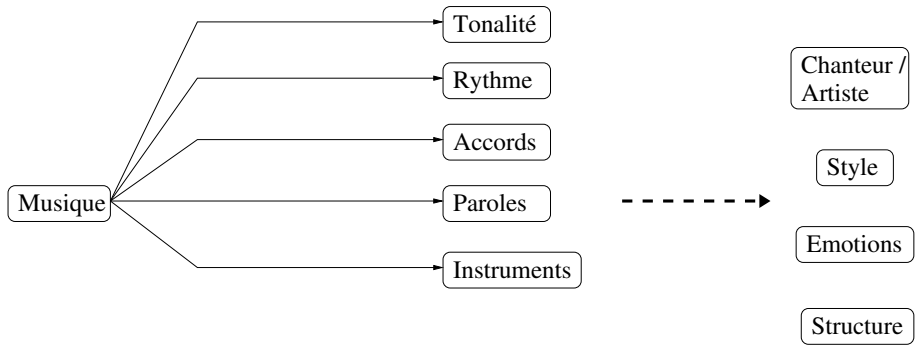 Musique
Tonalité
Rythme
Accords
Paroles
Instruments
Chanteur /
Artiste
Style
Emotions
Structure